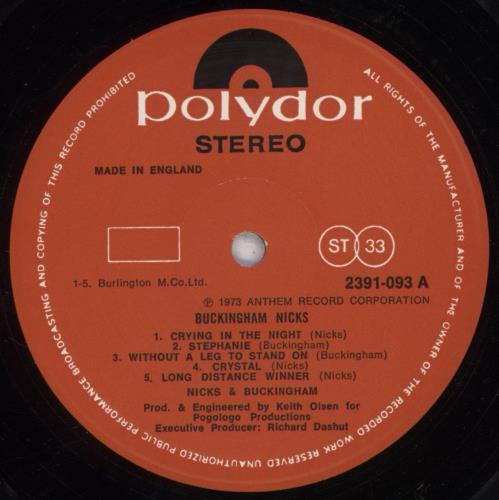 polydor
STEREO
MADE IN ENGLAND
ST 33
1-5. Burlington M.Co.Ltd.
2391-093 A
℗ 1973 ANTHEM RECORD CORPORATION
BUCKINGHAM NICKS
1. CRYING IN THE NIGHT (Nicks)
2. STEPHANIE (Buckingham)
3. WITHOUT A LEG TO STAND ON (Buckingham)
4. CRYSTAL (Nicks)
5. LONG DISTANCE WINNER (Nicks)
NICKS & BUCKINGHAM
Prod. & Engineered by Keith Olsen for
Pogologo Productions
Executive Producer: Richard Dashut
ALL RIGHTS OF THE MANUFACTURER AND OF THE OWNER OF THE RECORDED WORK RESERVED UNAUTHORIZED PUBLIC PERFORMANCE BROADCASTING AND COPYING OF THIS RECORD PROHIBITED